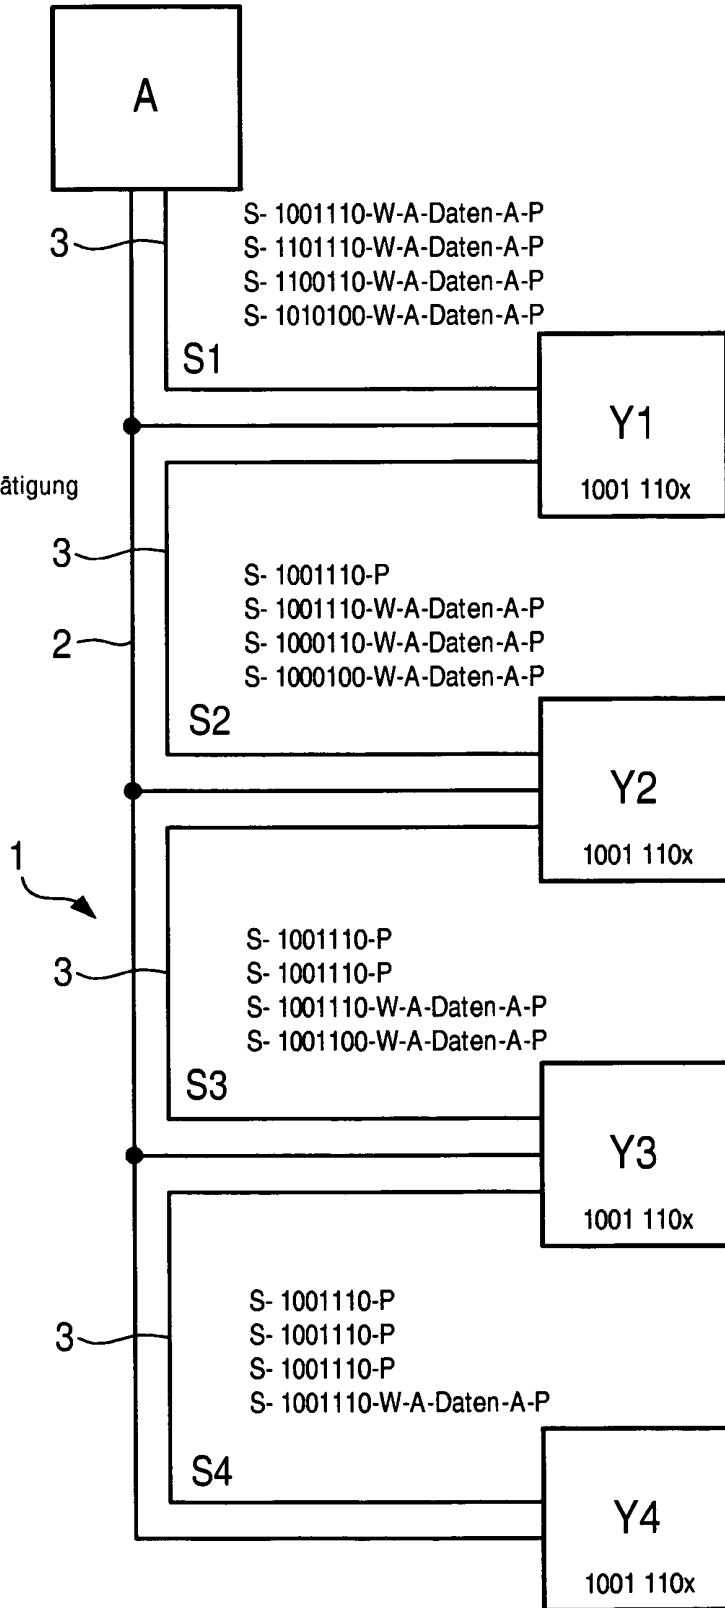 A
3
S- 1001110-W-A-Daten-A-P
S- 1101110-W-A-Daten-A-P
S- 1100110-W-A-Daten-A-P
S- 1010100-W-A-Daten-A-P
S1
Y1
1001 110x
ätigung
3
2
S- 1001110-P
S- 1001110-W-A-Daten-A-P
S- 1000110-W-A-Daten-A-P
S- 1000100-W-A-Daten-A-P
S2
Y2
1001 110x
1
3
S- 1001110-P
S- 1001110-P
S- 1001110-W-A-Daten-A-P
S- 1001100-W-A-Daten-A-P
S3
Y3
1001 110x
3
S- 1001110-P
S- 1001110-P
S- 1001110-P
S- 1001110-W-A-Daten-A-P
S4
Y4
1001 110x